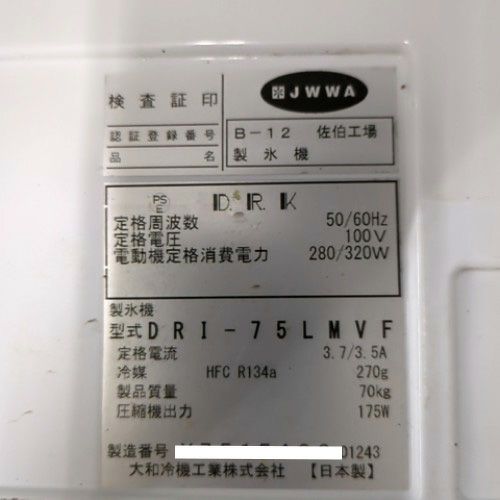 検査証印 JWWA
認証登録番号 B-12 佐伯工場
品名 製氷機
PS
E D.R.K
定格周波数 50/60Hz
定格電圧 100V
電動機定格消費電力 280/320W
製氷機
型式 DRI-75LMVF
定格電流 3.7/3.5A
冷媒 HFC R134a 270g
製品質量 70kg
圧縮機出力 175W
製造番号 01243
大和冷機工業株式会社 【日本製】